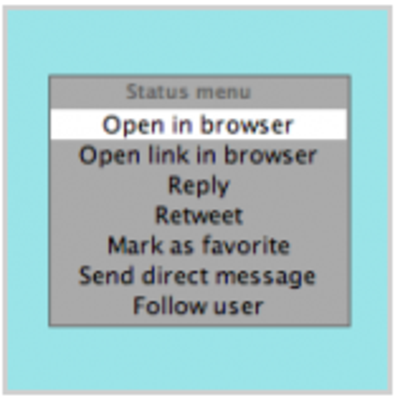 Status menu
Open in browser
Open link in browser
Reply
Retweet
Mark as favorite
Send direct message
Follow user